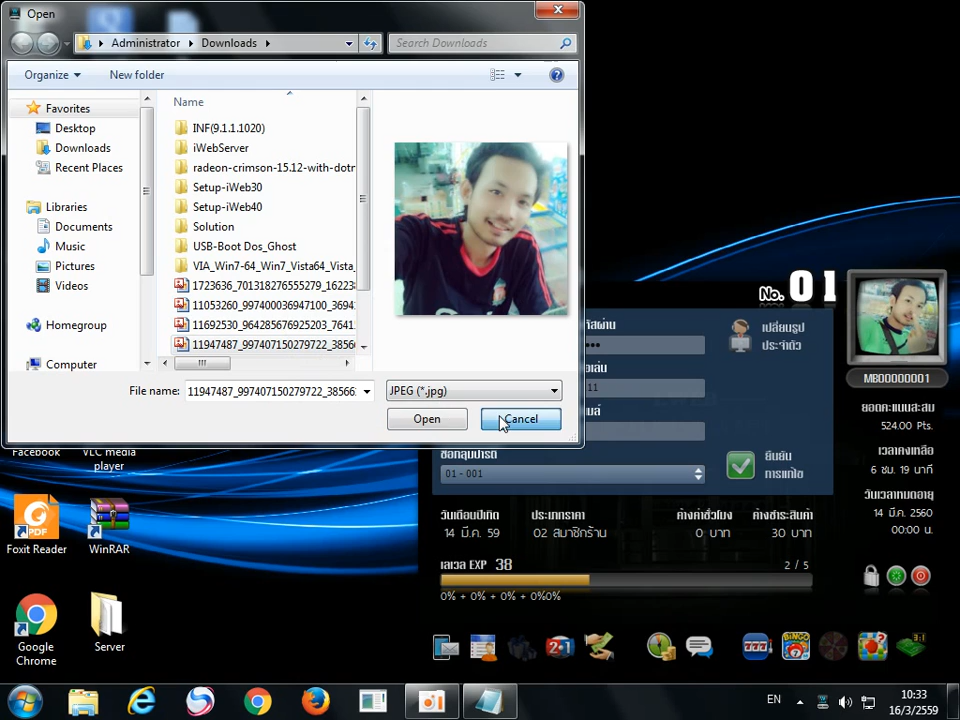 Open
Administrator
Downloads
Search Downloads
Organize
New folder
Name
Favorites
Desktop
Downloads
Recent Places
Libraries
Documents
Music
Pictures
Videos
Homegroup
Computer
INF(9.1.1.1020)
iWebServer
radeon-crimson-15.12-with-dotn
Setup-iWeb30
Setup-iWeb40
Solution
USB-Boot Dos_Ghost
VIA_Win7-64_Win7_Vista64_Vista_
1723636_701318276555279_16223
11053260_997400036947100_3694
11692530_964285676925203_7641
11947487_997407150279722_3856
File name:
11947487_997407150279722_38566
JPEG (*.jpg)
Open
Cancel
No. 01
MB00000001
ยอดคะแนนสะสม
524.00 Pts.
เวลาคงเหลือ
6 ชม. 19 นาที
วันเวลาหมดอายุ
14 มี.ค. 2560
00:00 น.
เปลี่ยนรูป
ประจำตัว
11
01 - 001
ยืนยัน
การแก้ไข
วันเดือนปีเกิด
14 มี.ค. 59
ประเภทราคา
02 สมาชิกร้าน
ค้างค่าชั่วโมง
0 บาท
ค้างชำระสินค้า
30 บาท
เลเวล EXP 38
2 / 5
0% + 0% + 0% + 0%0%
Facebook
VLC media
player
Foxit Reader
WinRAR
Google
Chrome
Server
EN
10:33
16/3/2559